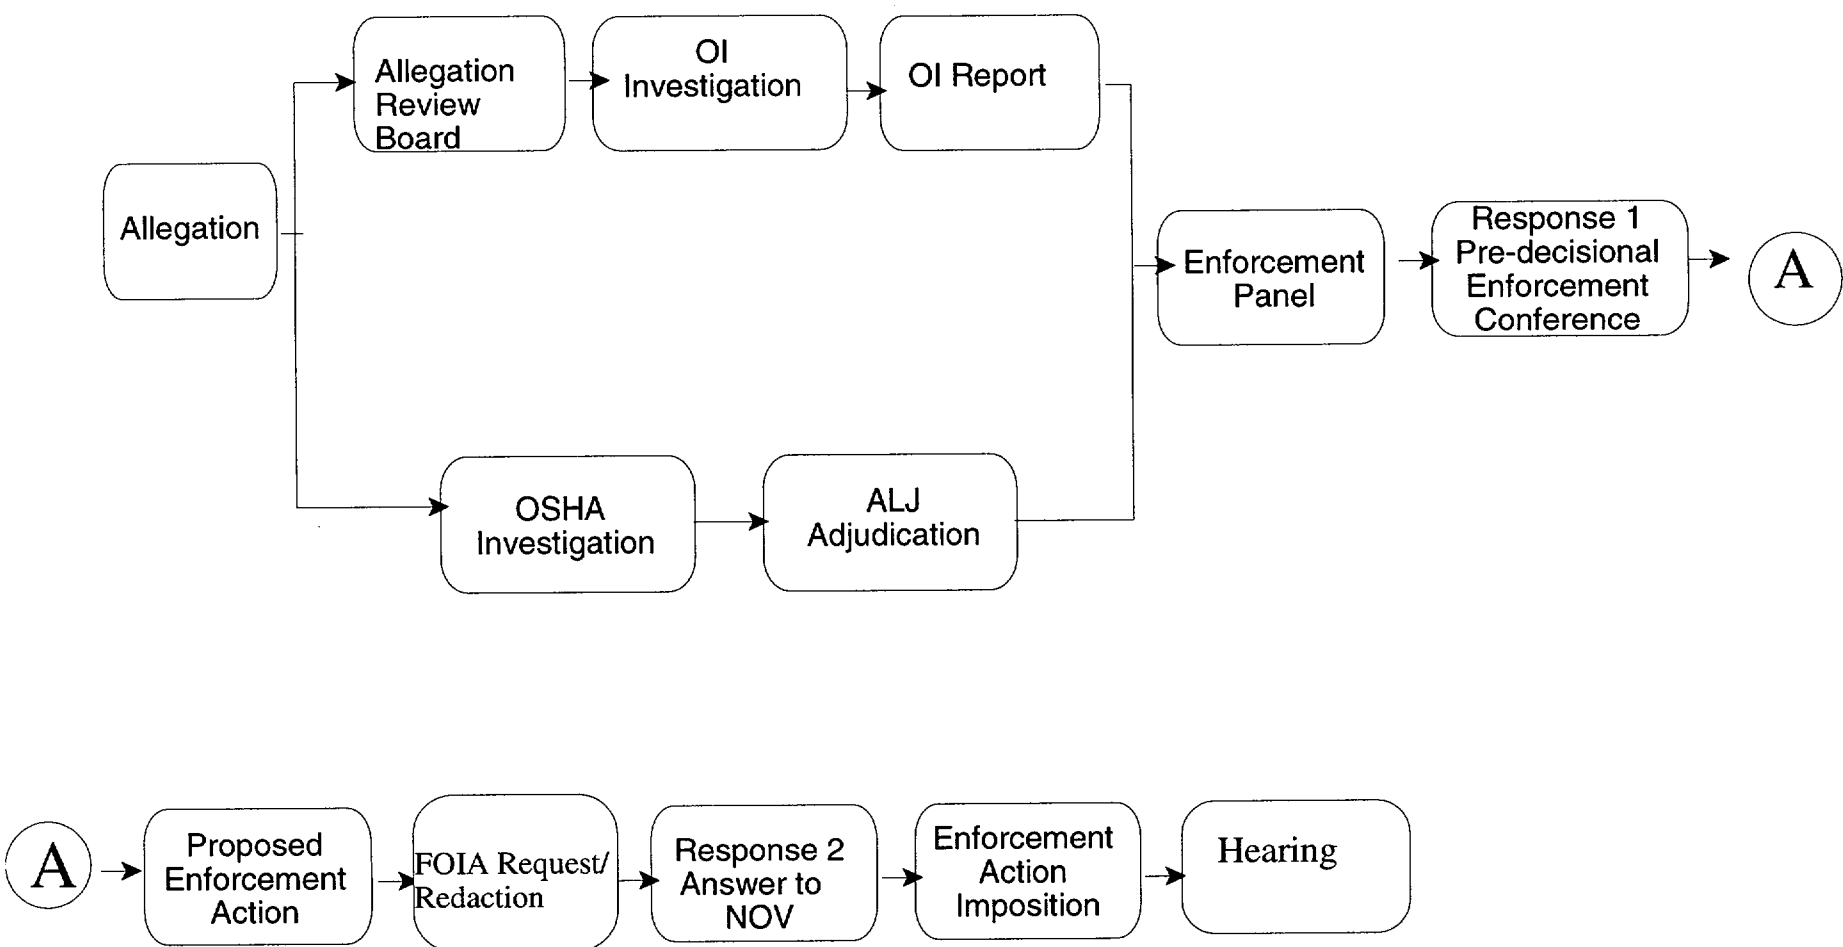 Allegation
Allegation
Review
Board
OI
Investigation
OI Report
OSHA
Investigation
ALJ
Adjudication
Enforcement
Panel
Response 1
Pre-decisional
Enforcement
Conference
A
A
Proposed
Enforcement
Action
FOIA Request/
Redaction
Response 2
Answer to
NOV
Enforcement
Action
Imposition
Hearing